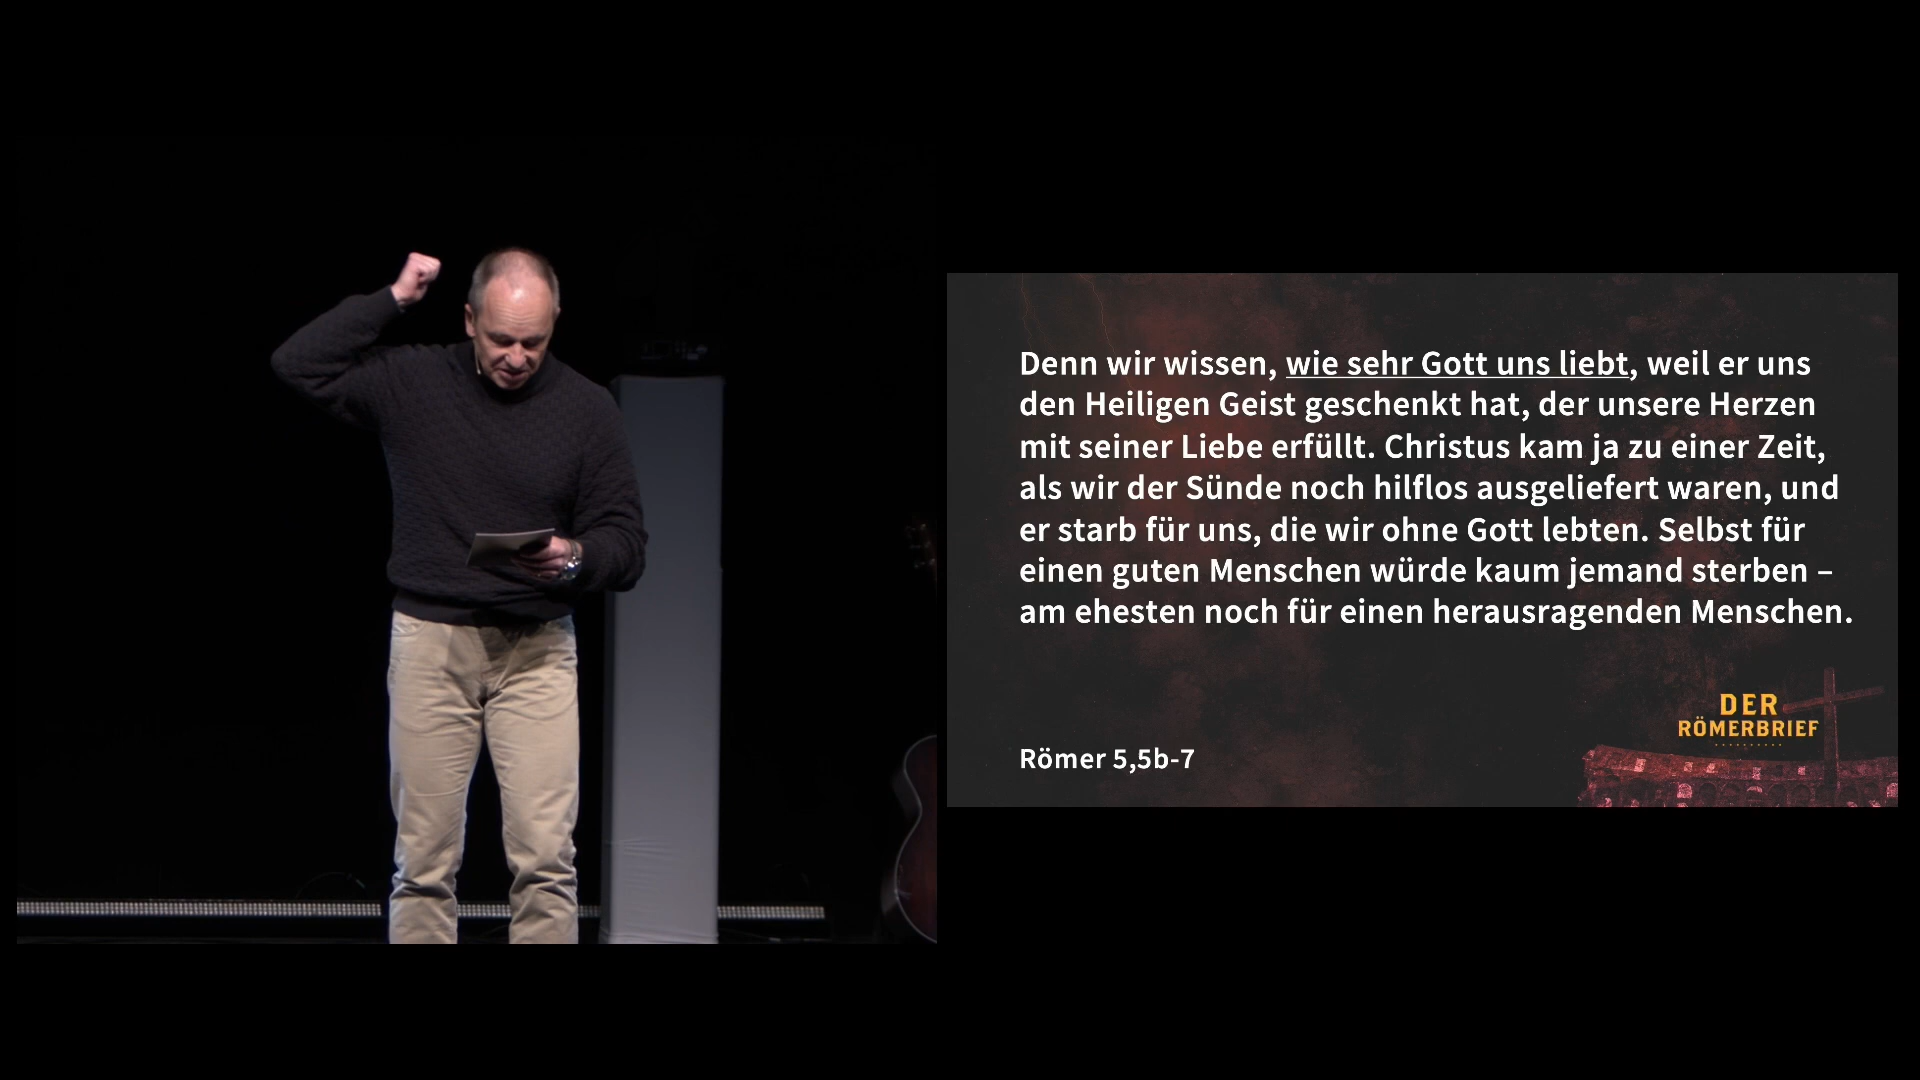 Denn wir wissen, wie sehr Gott uns liebt, weil er uns
den Heiligen Geist geschenkt hat, der unsere Herzen
mit seiner Liebe erfüllt. Christus kam ja zu einer Zeit,
als wir der Sünde noch hilflos ausgeliefert waren, und
er starb für uns, die wir ohne Gott lebten. Selbst für
einen guten Menschen würde kaum jemand sterben –
am ehesten noch für einen herausragenden Menschen.
DER
RÖMERBRIEF
Römer 5,5b-7